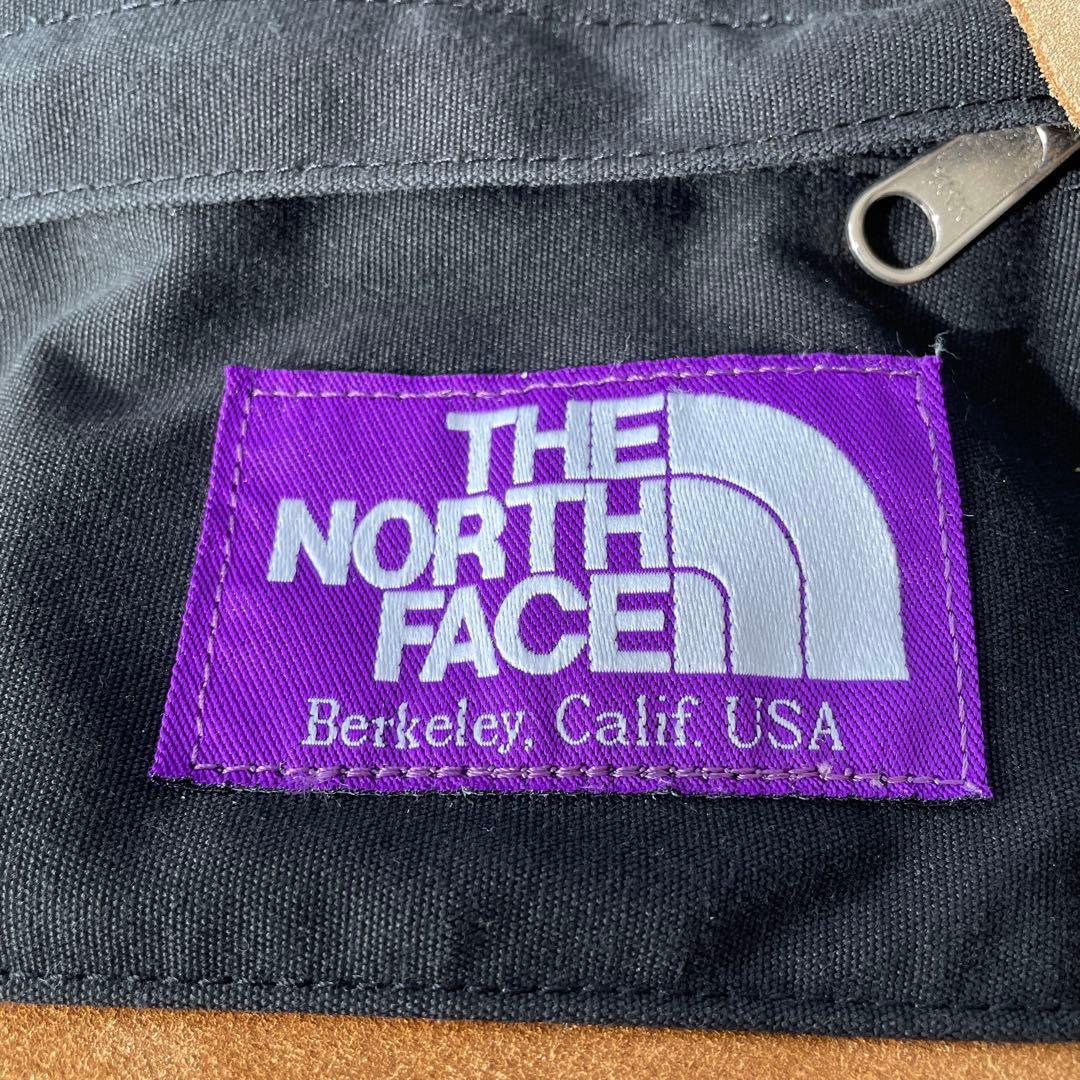 THE
NORTH
FACE
Berkeley, Calif. USA